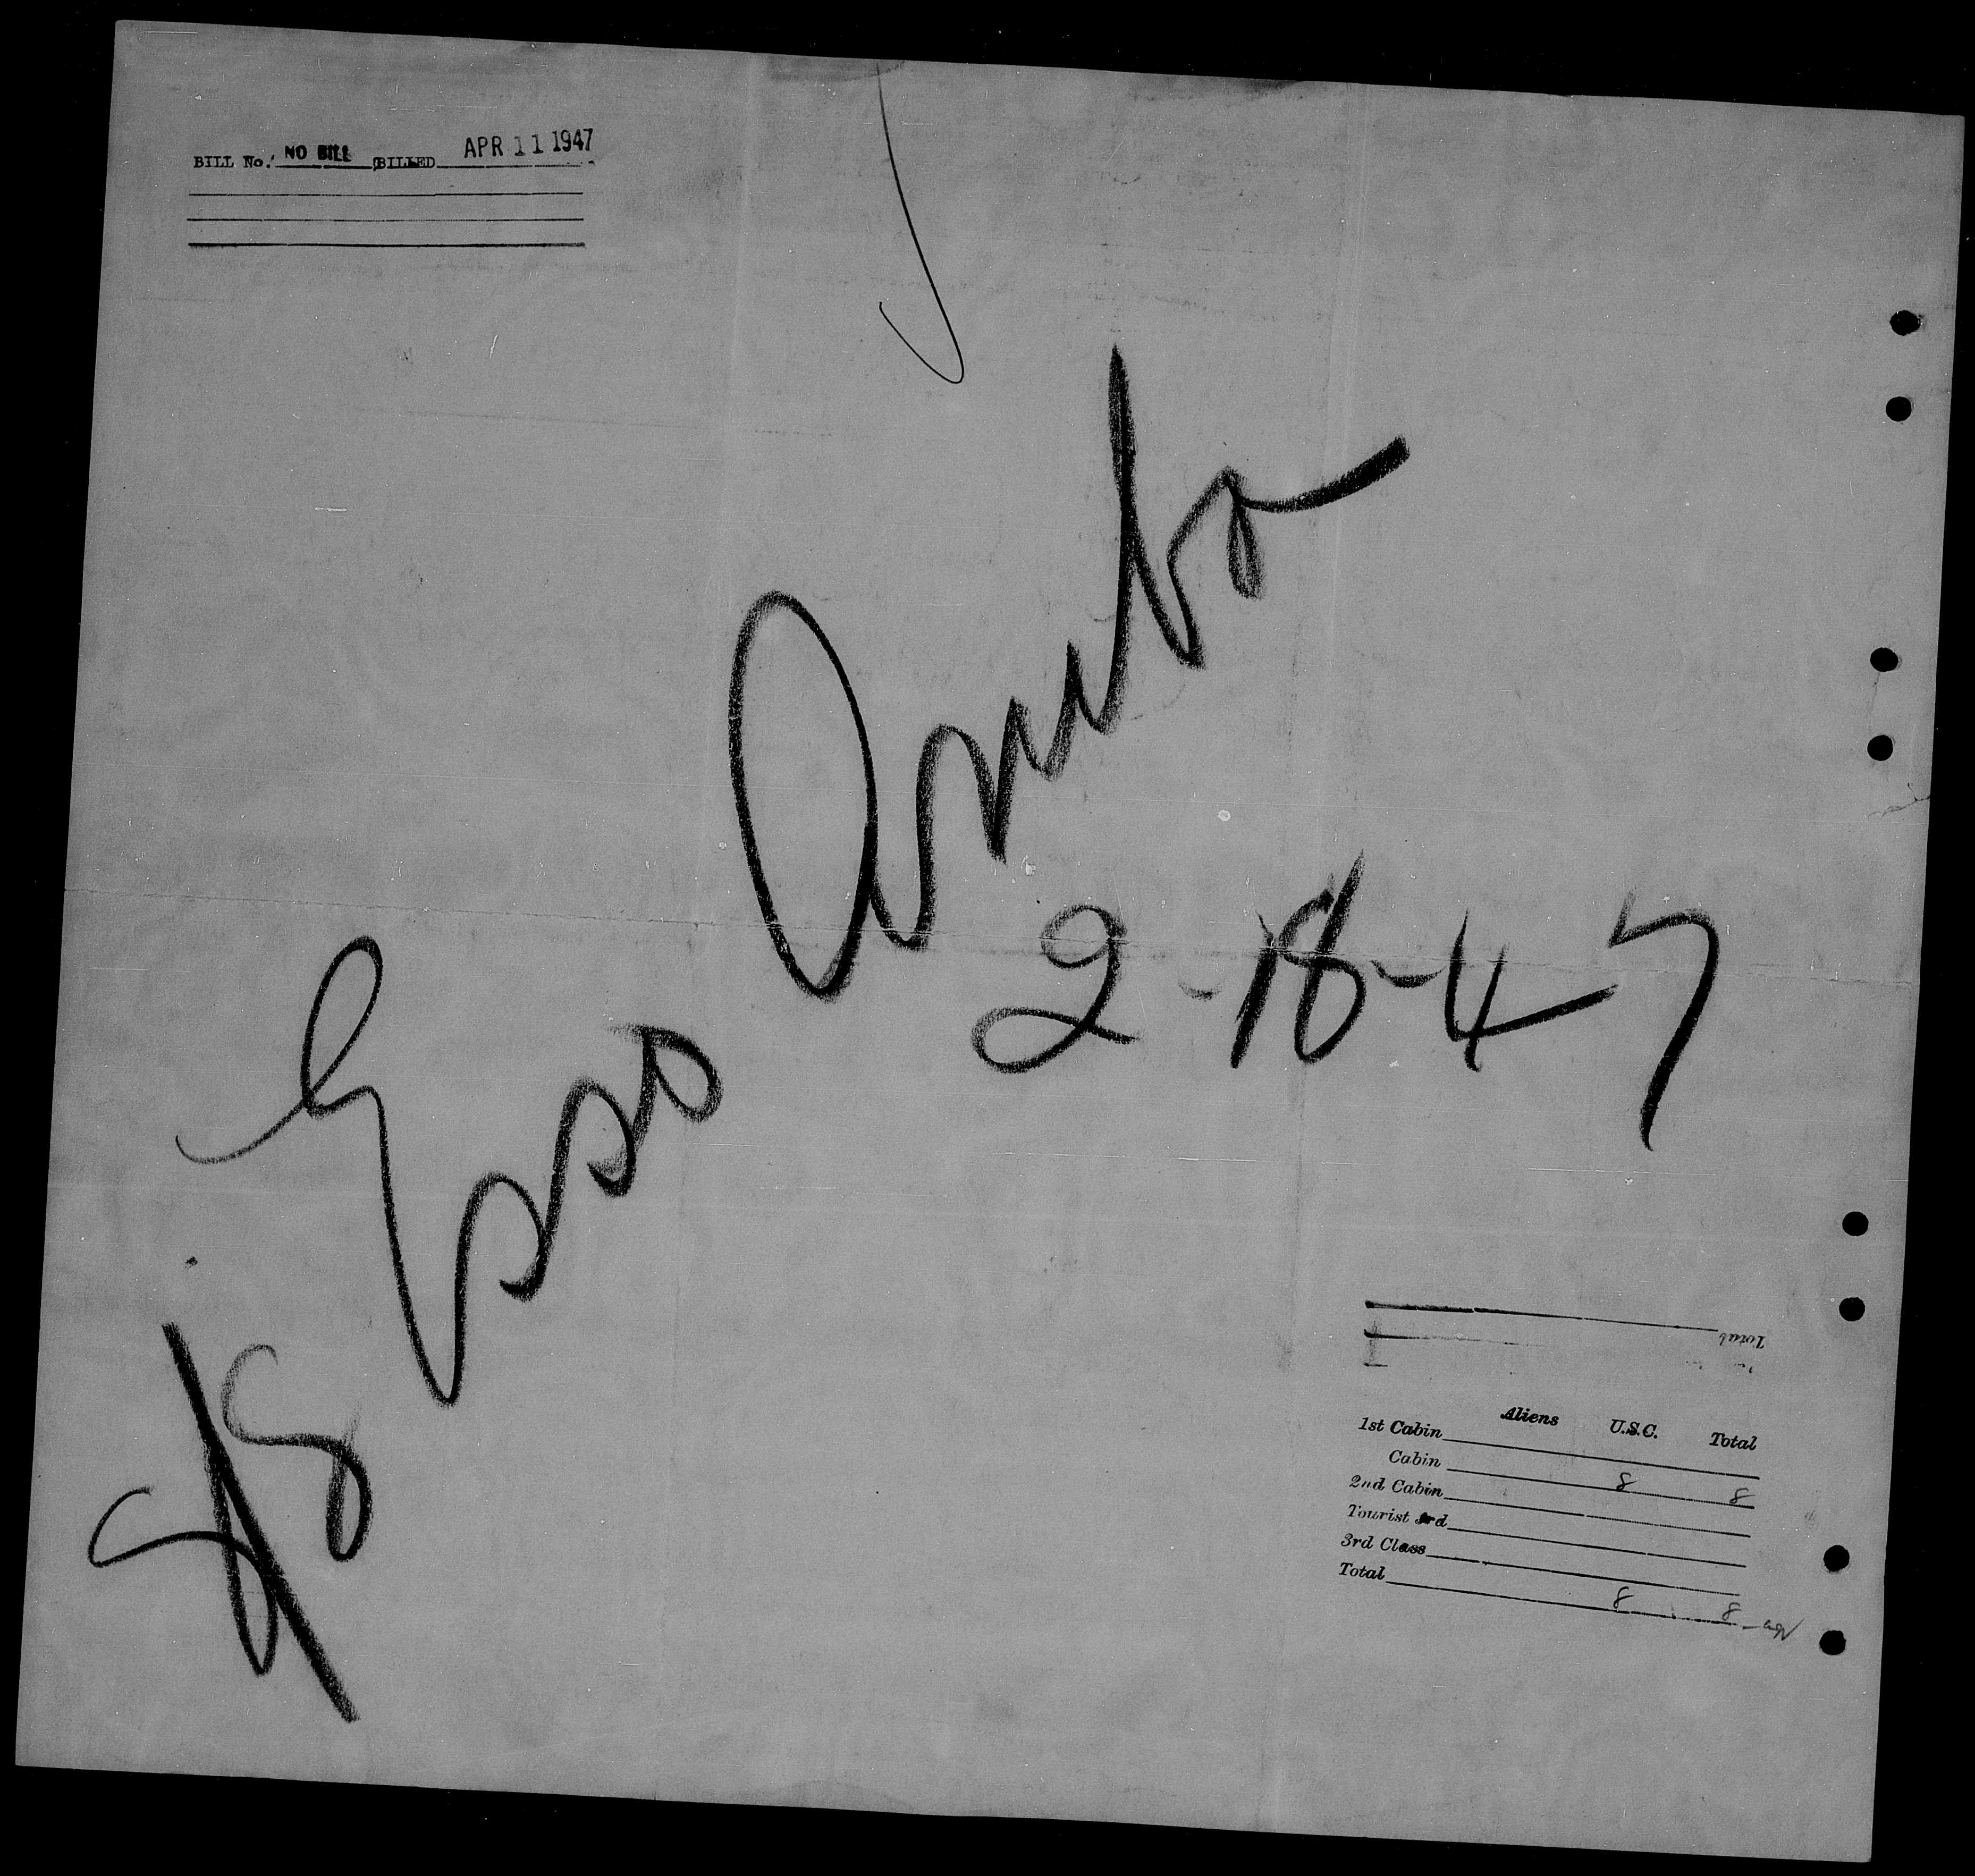 BILL No. NO BILL BILLED APR 11 1947
S/S Esso Aruba
2-18-47
Total
Aliens U.S.C. Total
1st Cabin
Cabin 8 8
2nd Cabin
Tourist 3rd
3rd Class
Total 8 8